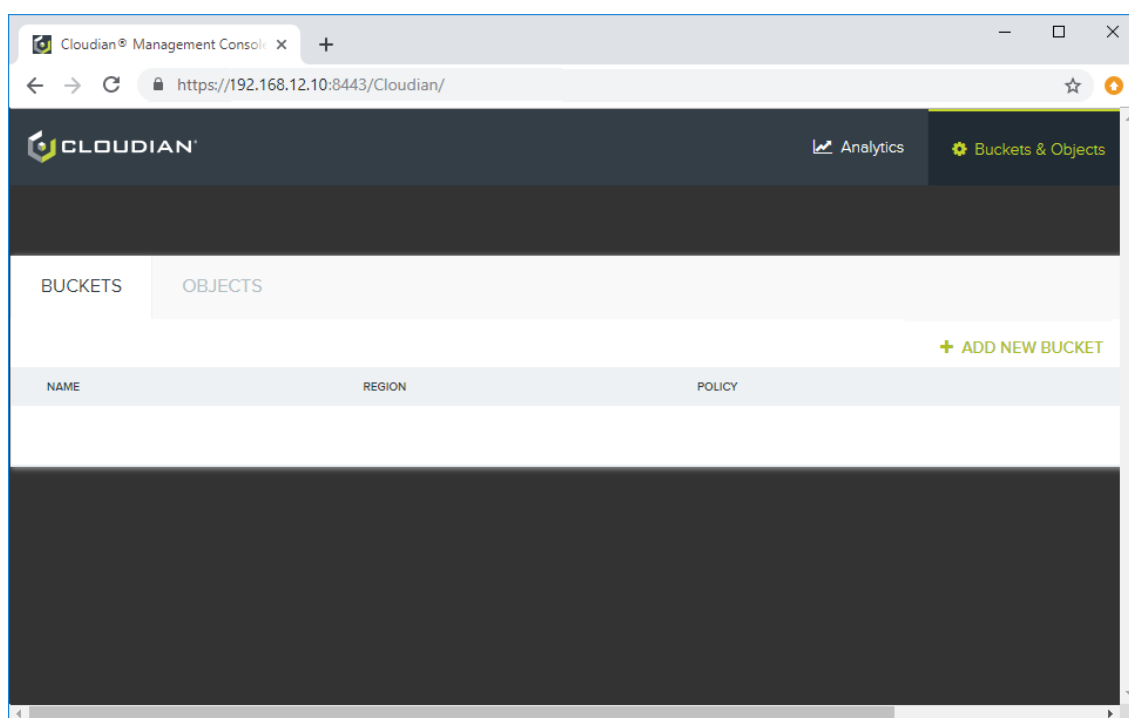 Cloudian® Management Console
https://192.168.12.10:8443/Cloudian/
CLOUDIAN®
Analytics
Buckets & Objects
BUCKETS OBJECTS
+ ADD NEW BUCKET
NAME REGION POLICY